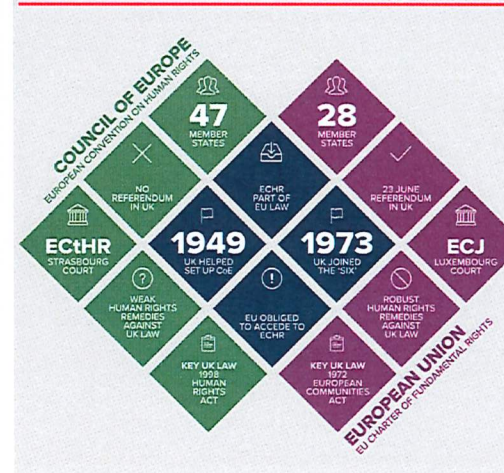 COUNCIL OF EUROPE
EUROPEAN CONVENTION ON HUMAN RIGHTS
47
MEMBER
STATES
28
MEMBER
STATES
NO
REFERENDUM
IN UK
ECHR
PART OF
EU LAW
23 JUNE
REFERENDUM
IN UK
ECtHR
STRASBOURG
COURT
1949
UK HELPED
SET UP CoE
1973
UK JOINED
THE 'SIX'
ECJ
LUXEMBOURG
COURT
WEAK
HUMAN RIGHTS
REMEDIES
AGAINST
UK LAW
EU OBLIGED
TO ACCEDE TO
ECHR
ROBUST
HUMAN RIGHTS
REMEDIES
AGAINST
UK LAW
KEY UK LAW
1998
HUMAN
RIGHTS
ACT
KEY UK LAW
1972
EUROPEAN
COMMUNITIES
ACT
EUROPEAN UNION
EU CHARTER OF FUNDAMENTAL RIGHTS